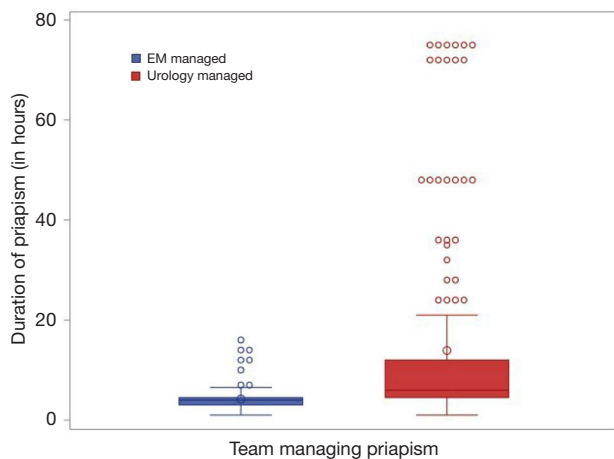 80
60
40
20
0
Duration of priapism (in hours)
EM managed
Urology managed
Team managing priapism